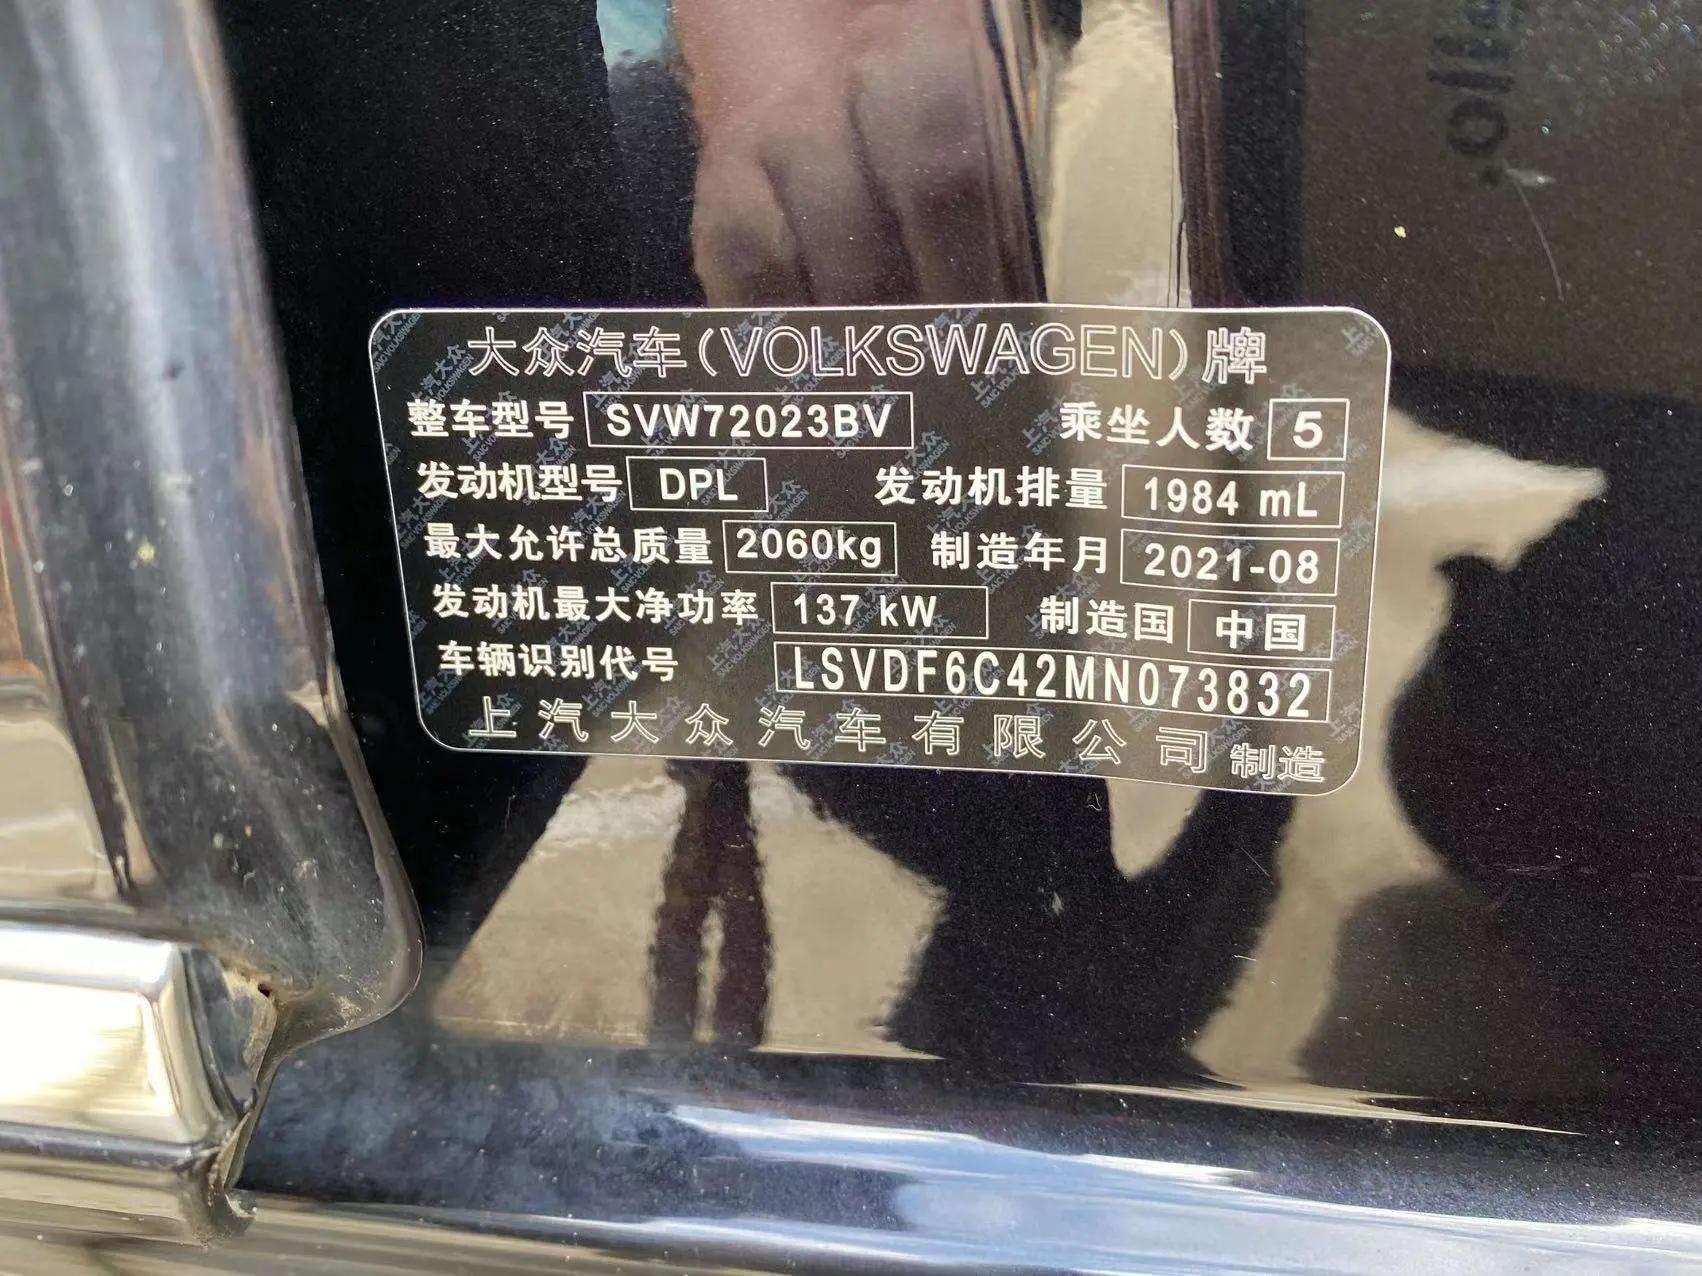 大众汽车(VOLKSWAGEN)牌
整车型号 SVW72023BV 乘坐人数 5
发动机型号 DPL 发动机排量 1984 mL
最大允许总质量 2060kg 制造年月 2021-08
发动机最大净功率 137 kW 制造国 中国
车辆识别代号 LSVDF6C42MN073832
上汽大众汽车有限公司 制造